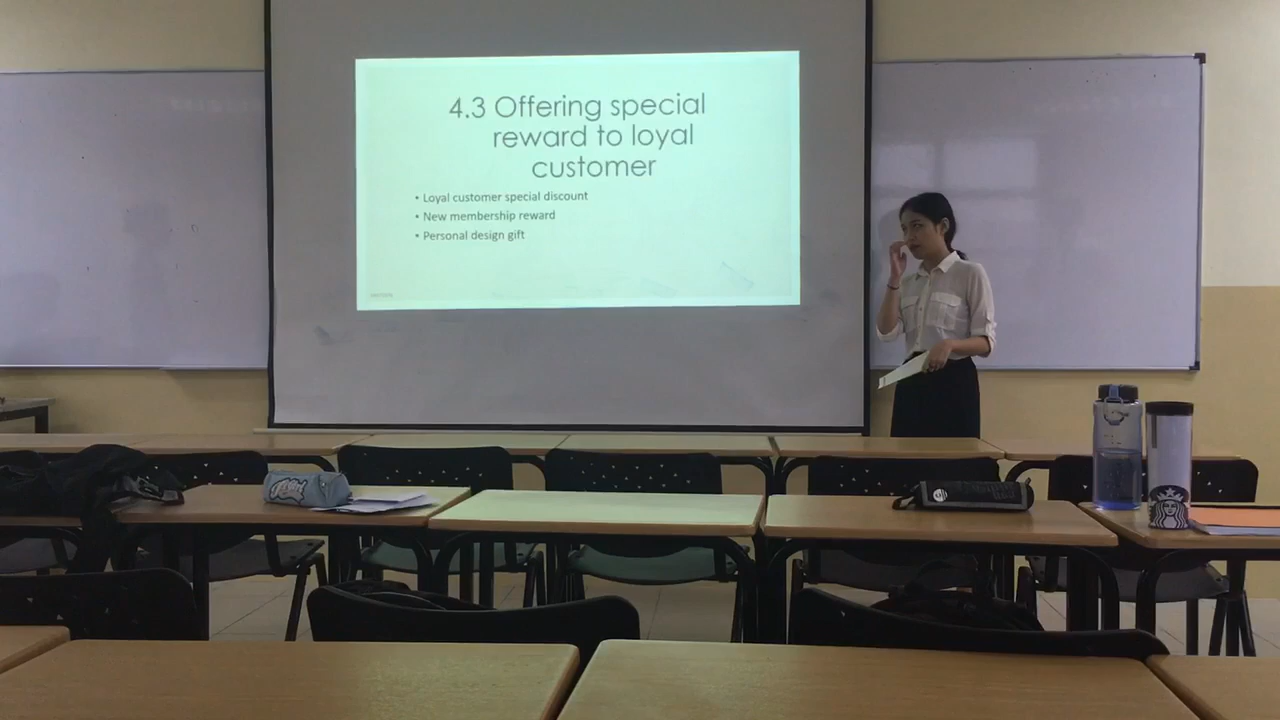 4.3 Offering special
reward to loyal
customer
• Loyal customer special discount
• New membership reward
• Personal design gift